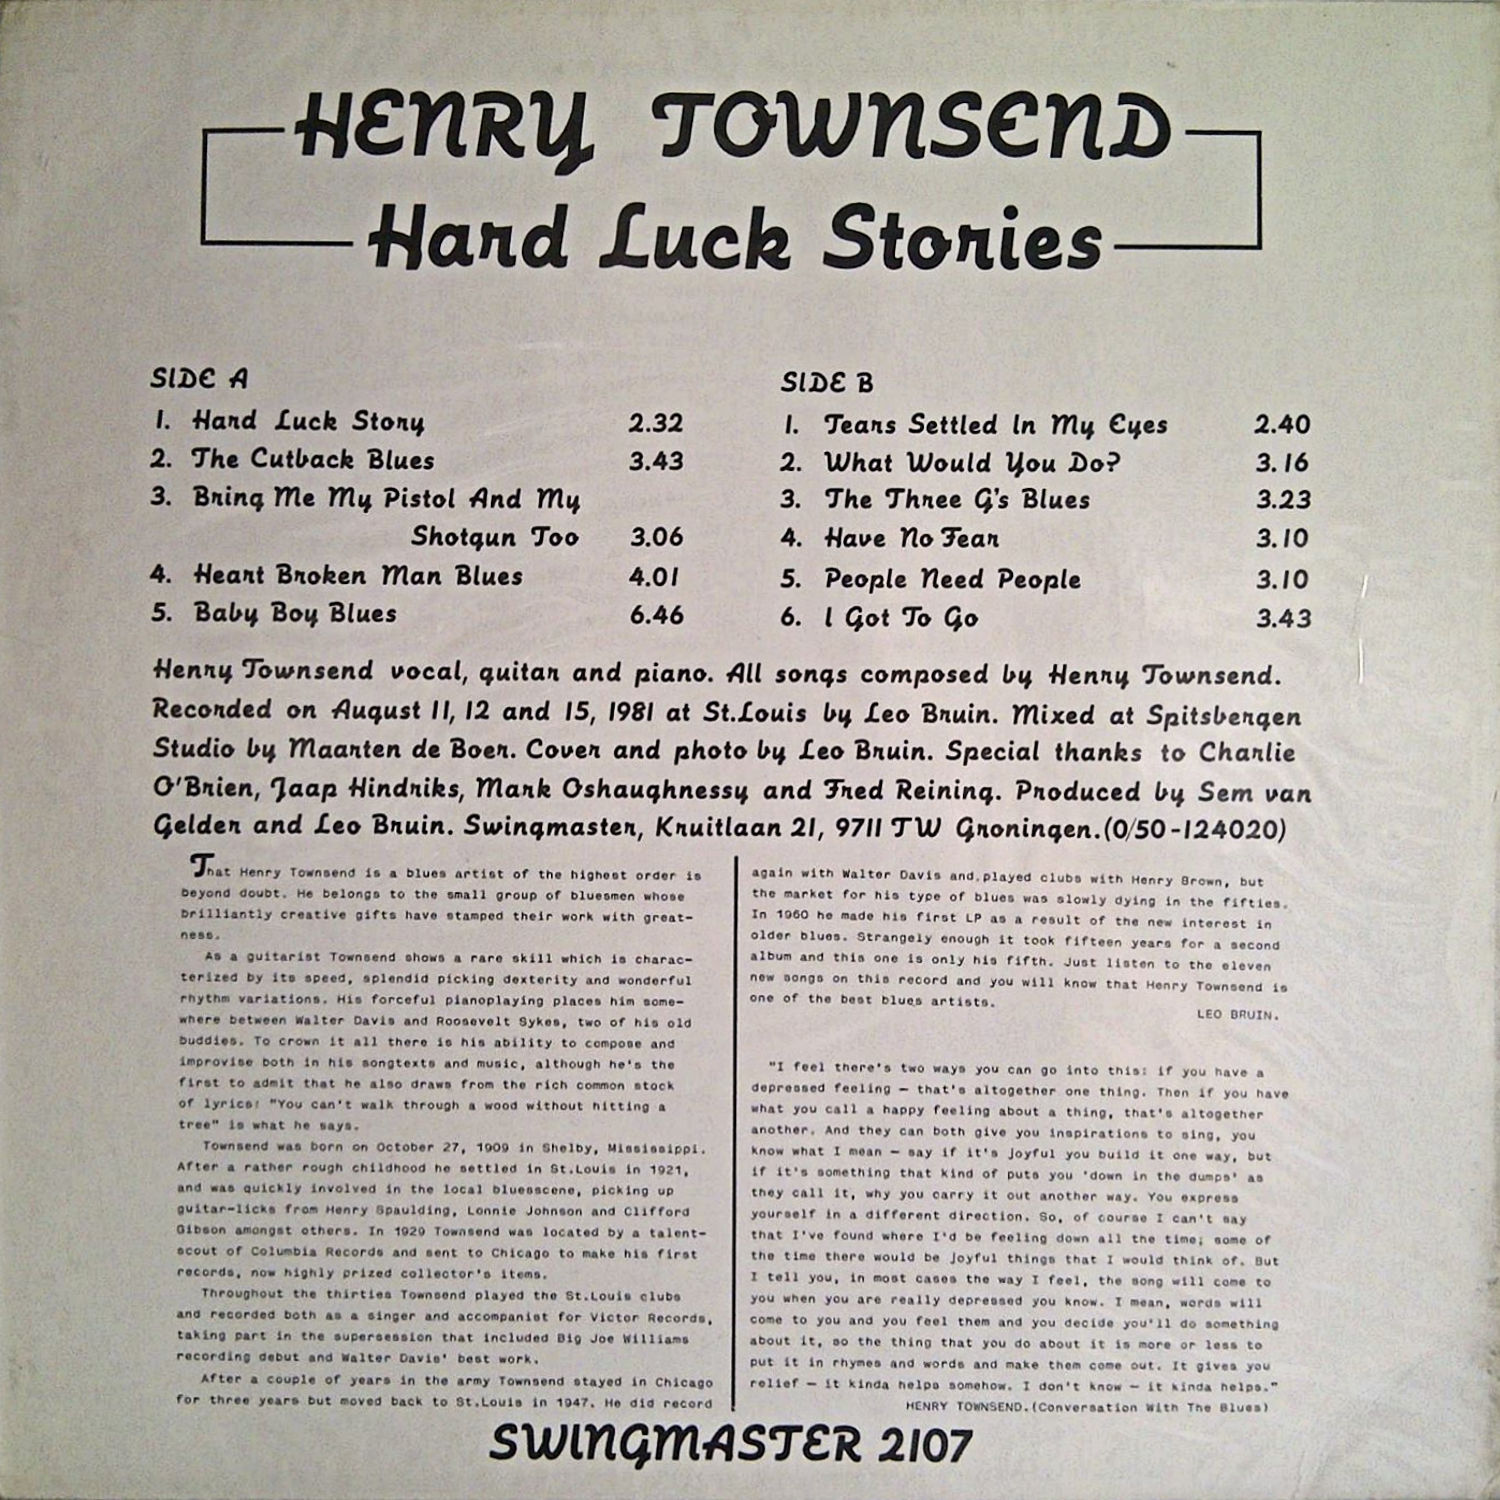 HENRY TOWNSEND
Hard Luck Stories
SIDE A
1. Hard Luck Story 2.32
2. The Cutback Blues 3.43
3. Bring Me My Pistol And My
Shotgun Too 3.06
4. Heart Broken Man Blues 4.01
5. Baby Boy Blues 6.46
SIDE B
1. Tears Settled In My Eyes 2.40
2. What Would You Do? 3.16
3. The Three G's Blues 3.23
4. Have No Fear 3.10
5. People Need People 3.10
6. I Got To Go 3.43
Henry Townsend vocal, guitar and piano. All songs composed by Henry Townsend.
Recorded on August 11, 12 and 15, 1981 at St.Louis by Leo Bruin. Mixed at Spitsbergen
Studio by Maarten de Boer. Cover and photo by Leo Bruin. Special thanks to Charlie
O'Brien, Jaap Hindriks, Mark Oshaughnessy and Fred Reining. Produced by Sem van
Gelder and Leo Bruin. Swingmaster, Kruitlaan 21, 9711 TW Groningen.(0/50-124020)
That Henry Townsend is a blues artist of the highest order is
beyond doubt. He belongs to the small group of bluesmen whose
brilliantly creative gifts have stamped their work with great-
ness.
As a guitarist Townsend shows a rare skill which is charac-
terized by its speed, splendid picking dexterity and wonderful
rhythm variations. His forceful pianoplaying places him some-
where between Walter Davis and Roosevelt Sykes, two of his old
buddies. To crown it all there is his ability to compose and
improvise both in his songtexts and music, although he's the
first to admit that he also draws from the rich common stock
of lyrics: "You can't walk through a wood without hitting a
tree" is what he says.
Townsend was born on October 27, 1909 in Shelby, Mississippi.
After a rather rough childhood he settled in St.Louis in 1921,
and was quickly involved in the local bluesscene, picking up
guitar-licks from Henry Spaulding, Lonnie Johnson and Clifford
Gibson amongst others. In 1929 Townsend was located by a talent-
scout of Columbia Records and sent to Chicago to make his first
records, now highly prized collector's items.
Throughout the thirties Townsend played the St.Louis clubs
and recorded both as a singer and accompanist for Victor Records,
taking part in the supersession that included Big Joe Williams
recording debut and Walter Davis' best work.
After a couple of years in the army Townsend stayed in Chicago
for three years but moved back to St.Louis in 1947. He did record
again with Walter Davis and played clubs with Henry Brown, but
the market for his type of blues was slowly dying in the fifties.
In 1960 he made his first LP as a result of the new interest in
older blues. Strangely enough it took fifteen years for a second
album and this one is only his fifth. Just listen to the eleven
new songs on this record and you will know that Henry Townsend is
one of the best blues artists.
LEO BRUIN.
"I feel there's two ways you can go into this: if you have a
depressed feeling — that's altogether one thing. Then if you have
what you call a happy feeling about a thing, that's altogether
another. And they can both give you inspirations to sing, you
know what I mean — say if it's joyful you build it one way, but
if it's something that kind of puts you 'down in the dumps' as
they call it, why you carry it out another way. You express
yourself in a different direction. So, of course I can't say
that I've found where I'd be feeling down all the time; some of
the time there would be joyful things that I would think of. But
I tell you, in most cases the way I feel, the song will come to
you when you are really depressed you know. I mean, words will
come to you and you feel them and you decide you'll do something
about it, so the thing that you do about it is more or less to
put it in rhymes and words and make them come out. It gives you
relief — it kinda helps somehow. I don't know — it kinda helps."
HENRY TOWNSEND.(Conversation With The Blues)
SWINGMASTER 2107